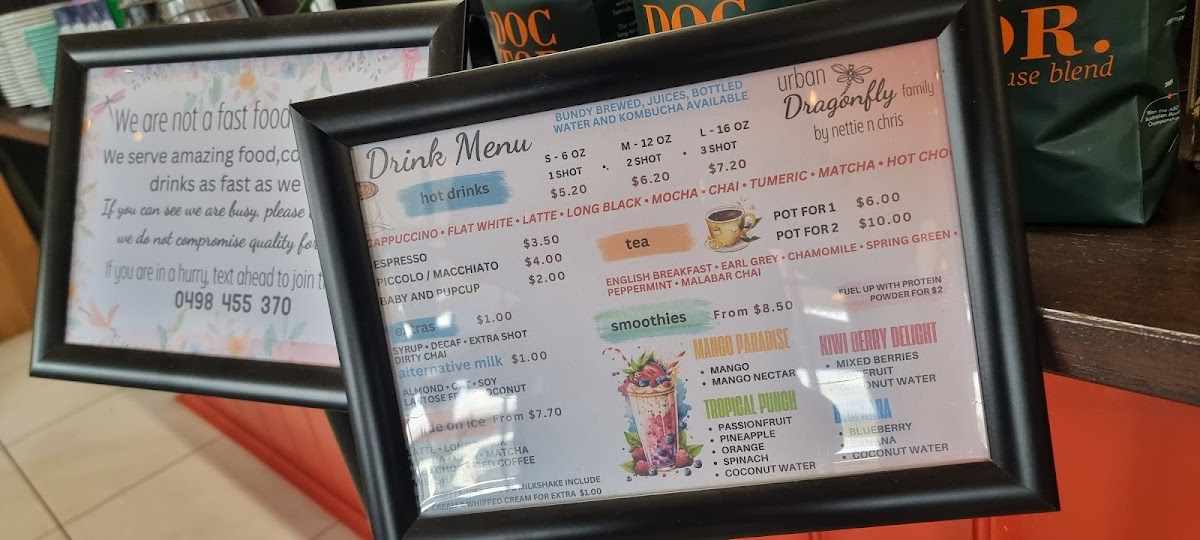 DOC
OR.
use blend
We are not a fast food
We serve amazing food,co
drinks as fast as we
If you can see we are busy, please
we do not compromise quality for
If you are in a hurry, text ahead to join t
0498 455 370
BUNDY BREWED, JUICES, BOTTLED
WATER AND KOMBUCHA AVAILABLE
urban
Dragonfly family
by nettie n chris
Drink Menu
hot drinks
S - 6 OZ
1 SHOT
$5.20
M - 12 OZ
2 SHOT
$6.20
L - 16 OZ
3 SHOT
$7.20
CAPPUCCINO • FLAT WHITE • LATTE • LONG BLACK • MOCHA • CHAI • TUMERIC • MATCHA • HOT CHO
ESPRESSO $3.50
PICCOLO / MACCHIATO $4.00
BABY AND PUPCUP $2.00
tea
POT FOR 1 $6.00
POT FOR 2 $10.00
ENGLISH BREAKFAST • EARL GREY • CHAMOMILE • SPRING GREEN •
PEPPERMINT • MALABAR CHAI
extras $1.00
SYRUP • DECAF • EXTRA SHOT
DIRTY CHAI
alternative milk $1.00
ALMOND • OAT • SOY
LACTOSE FREE COCONUT
on ice From $7.70
MATCHA
COFFEE
MILKSHAKE INCLUDE
CREAM • WHIPPED CREAM FOR EXTRA $1.00
smoothies From $8.50
FUEL UP WITH PROTEIN
POWDER FOR $2
MANGO PARADISE
• MANGO
• MANGO NECTAR
TROPICAL PUNCH
• PASSIONFRUIT
• PINEAPPLE
• ORANGE
• SPINACH
• COCONUT WATER
KIWI BERRY DELIGHT
• MIXED BERRIES
FRUIT
COCONUT WATER
• BLUEBERRY
BANANA
• COCONUT WATER